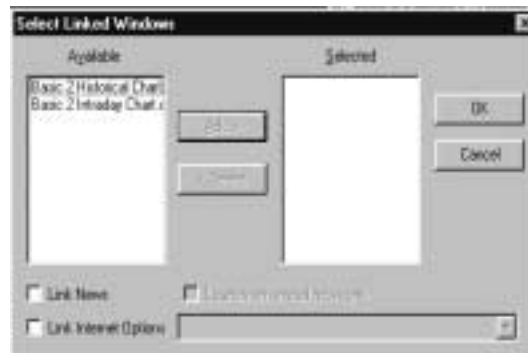 Select Linked Windows
Available
Selected
Basic 2 Historical Chart
Basic 2 Intraday Chart.c
OK
Cancel
Link News
Link Internet Options